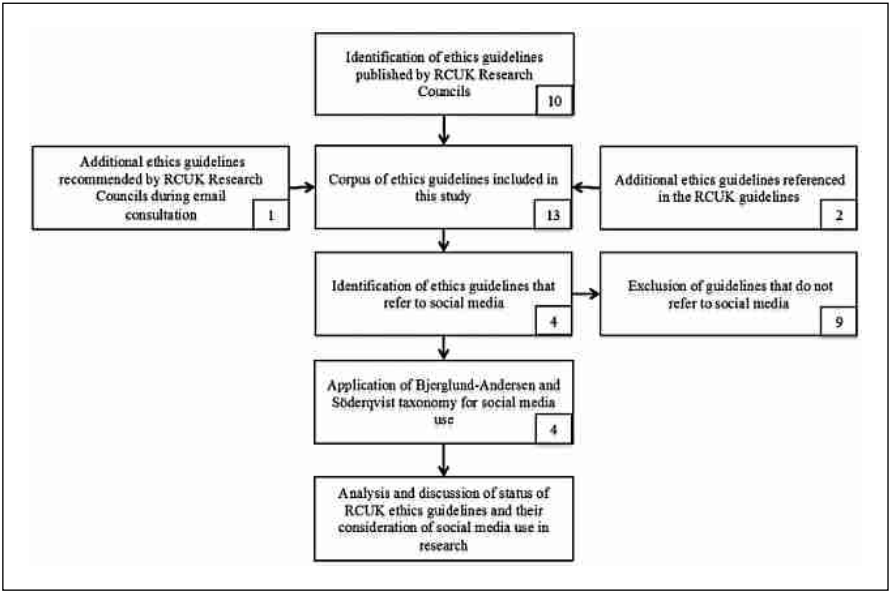 Identification of ethics guidelines
published by RCUK Research
Councils
10
Additional ethics guidelines
recommended by RCUK Research
Councils during email
consultation
1
Corpus of ethics guidelines included in
this study
13
Additional ethics guidelines referenced
in the RCUK guidelines
2
Identification of ethics guidelines that
refer to social media
4
Exclusion of guidelines that do not
refer to social media
9
Application of Bjerglund-Andersen and
Söderqvist taxonomy for social media
use
4
Analysis and discussion of status of
RCUK ethics guidelines and their
consideration of social media use in
research